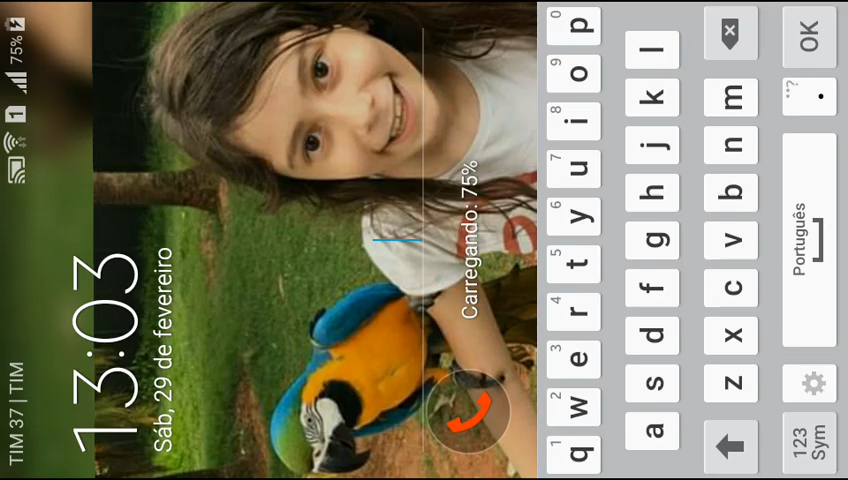 TIM 37 | TIM 1 75%
13:03
Sáb, 29 de fevereiro
Carregando: 75%
1 2 3 4 5 6 7 8 9 0
q w e r t y u i o p
a s d f g h j k l
z x c v b n m
123
Sym
Português
. ,,?
OK